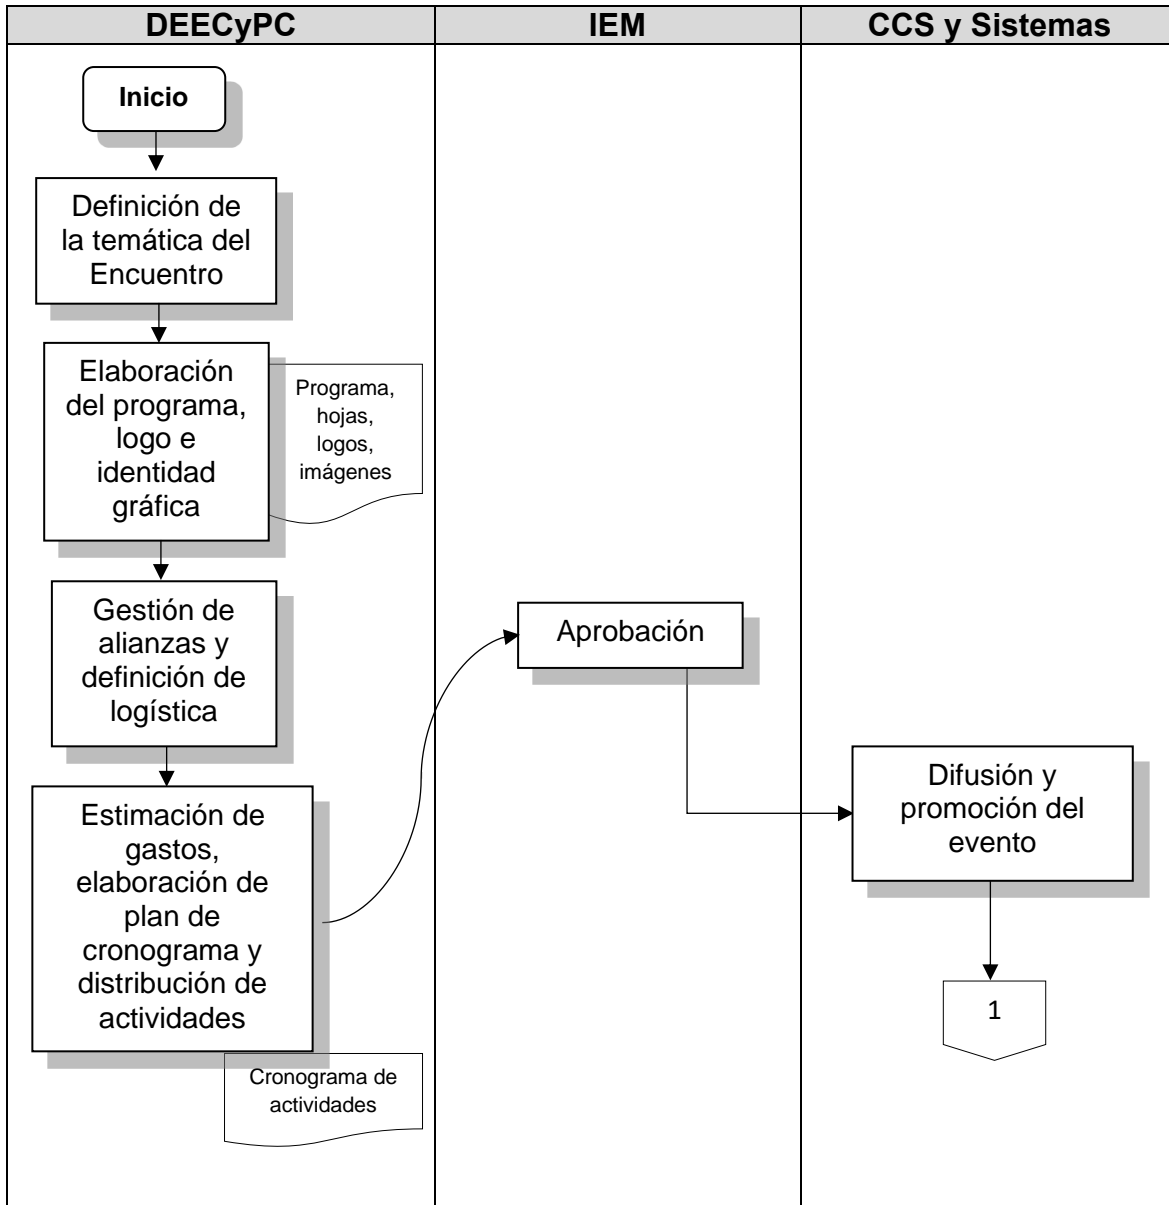 DEECyPC
IEM
CCS y Sistemas
Inicio
Definición de
la temática del
Encuentro
Elaboración
del programa,
logo e
identidad
gráfica
Programa,
hojas,
logos,
imágenes
Gestión de
alianzas y
definición de
logística
Estimación de
gastos,
elaboración de
plan de
cronograma y
distribución de
actividades
Cronograma de
actividades
Aprobación
Difusión y
promoción del
evento
1